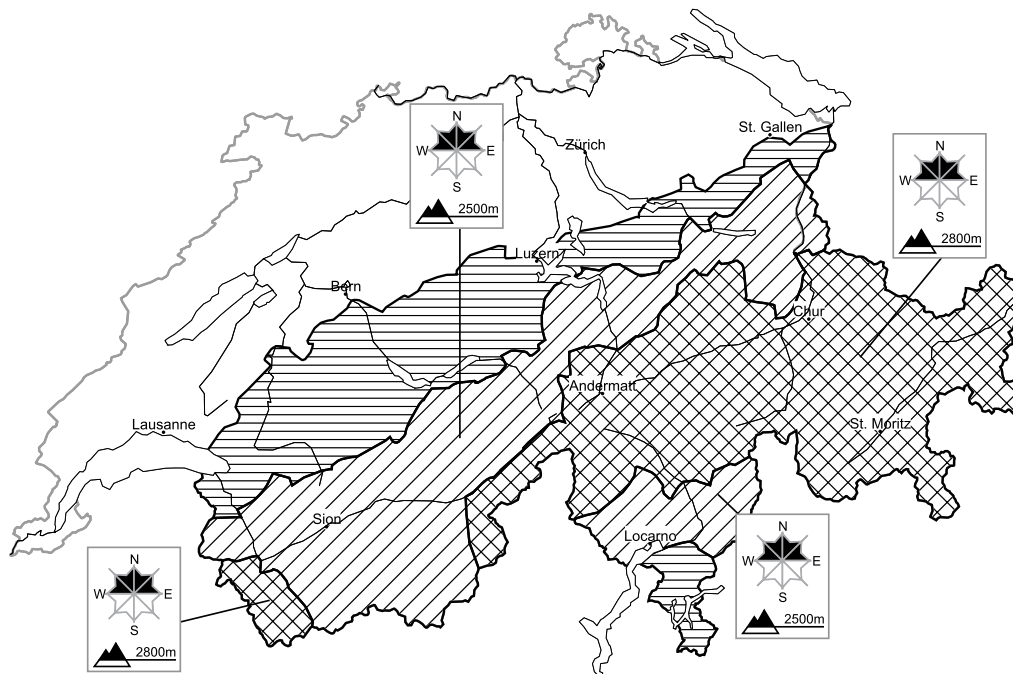 St. Gallen
Zürich
N
W E
S
2500m
N
W E
S
2800m
Luzern
Bern
Chur
Andermatt
St. Moritz
Lausanne
Sion
Locarno
N
W E
S
2500m
N
W E
S
2800m